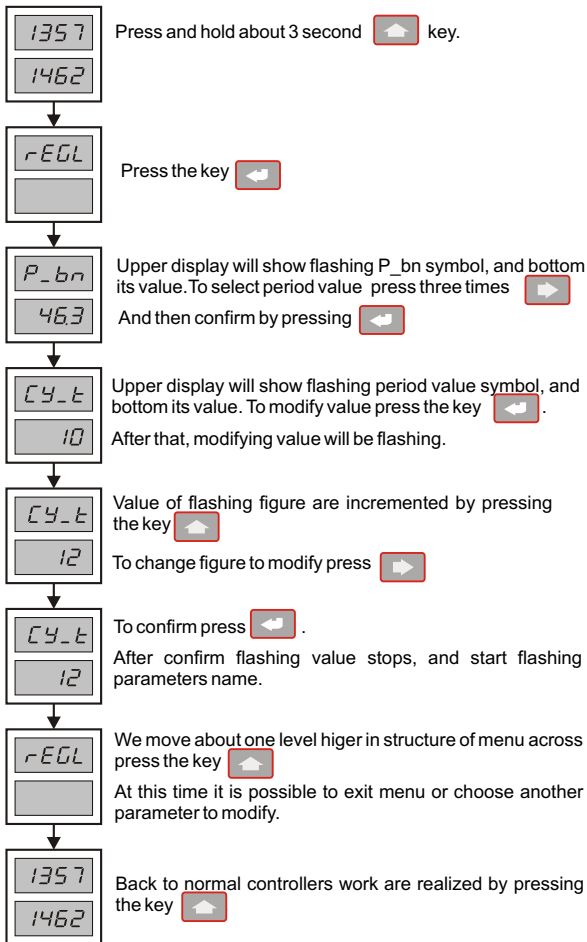 1357
1462
Press and hold about 3 second key.
rEGL
Press the key
P_bn
46.3
Upper display will show flashing P_bn symbol, and bottom
its value.To select period value press three times
And then confirm by pressing
CY_t
10
Upper display will show flashing period value symbol, and
bottom its value. To modify value press the key .
After that, modifying value will be flashing.
CY_t
12
Value of flashing figure are incremented by pressing
the key
To change figure to modify press
CY_t
12
To confirm press .
After confirm flashing value stops, and start flashing
parameters name.
rEGL
We move about one level higer in structure of menu across
press the key
At this time it is possible to exit menu or choose another
parameter to modify.
1357
1462
Back to normal controllers work are realized by pressing
the key